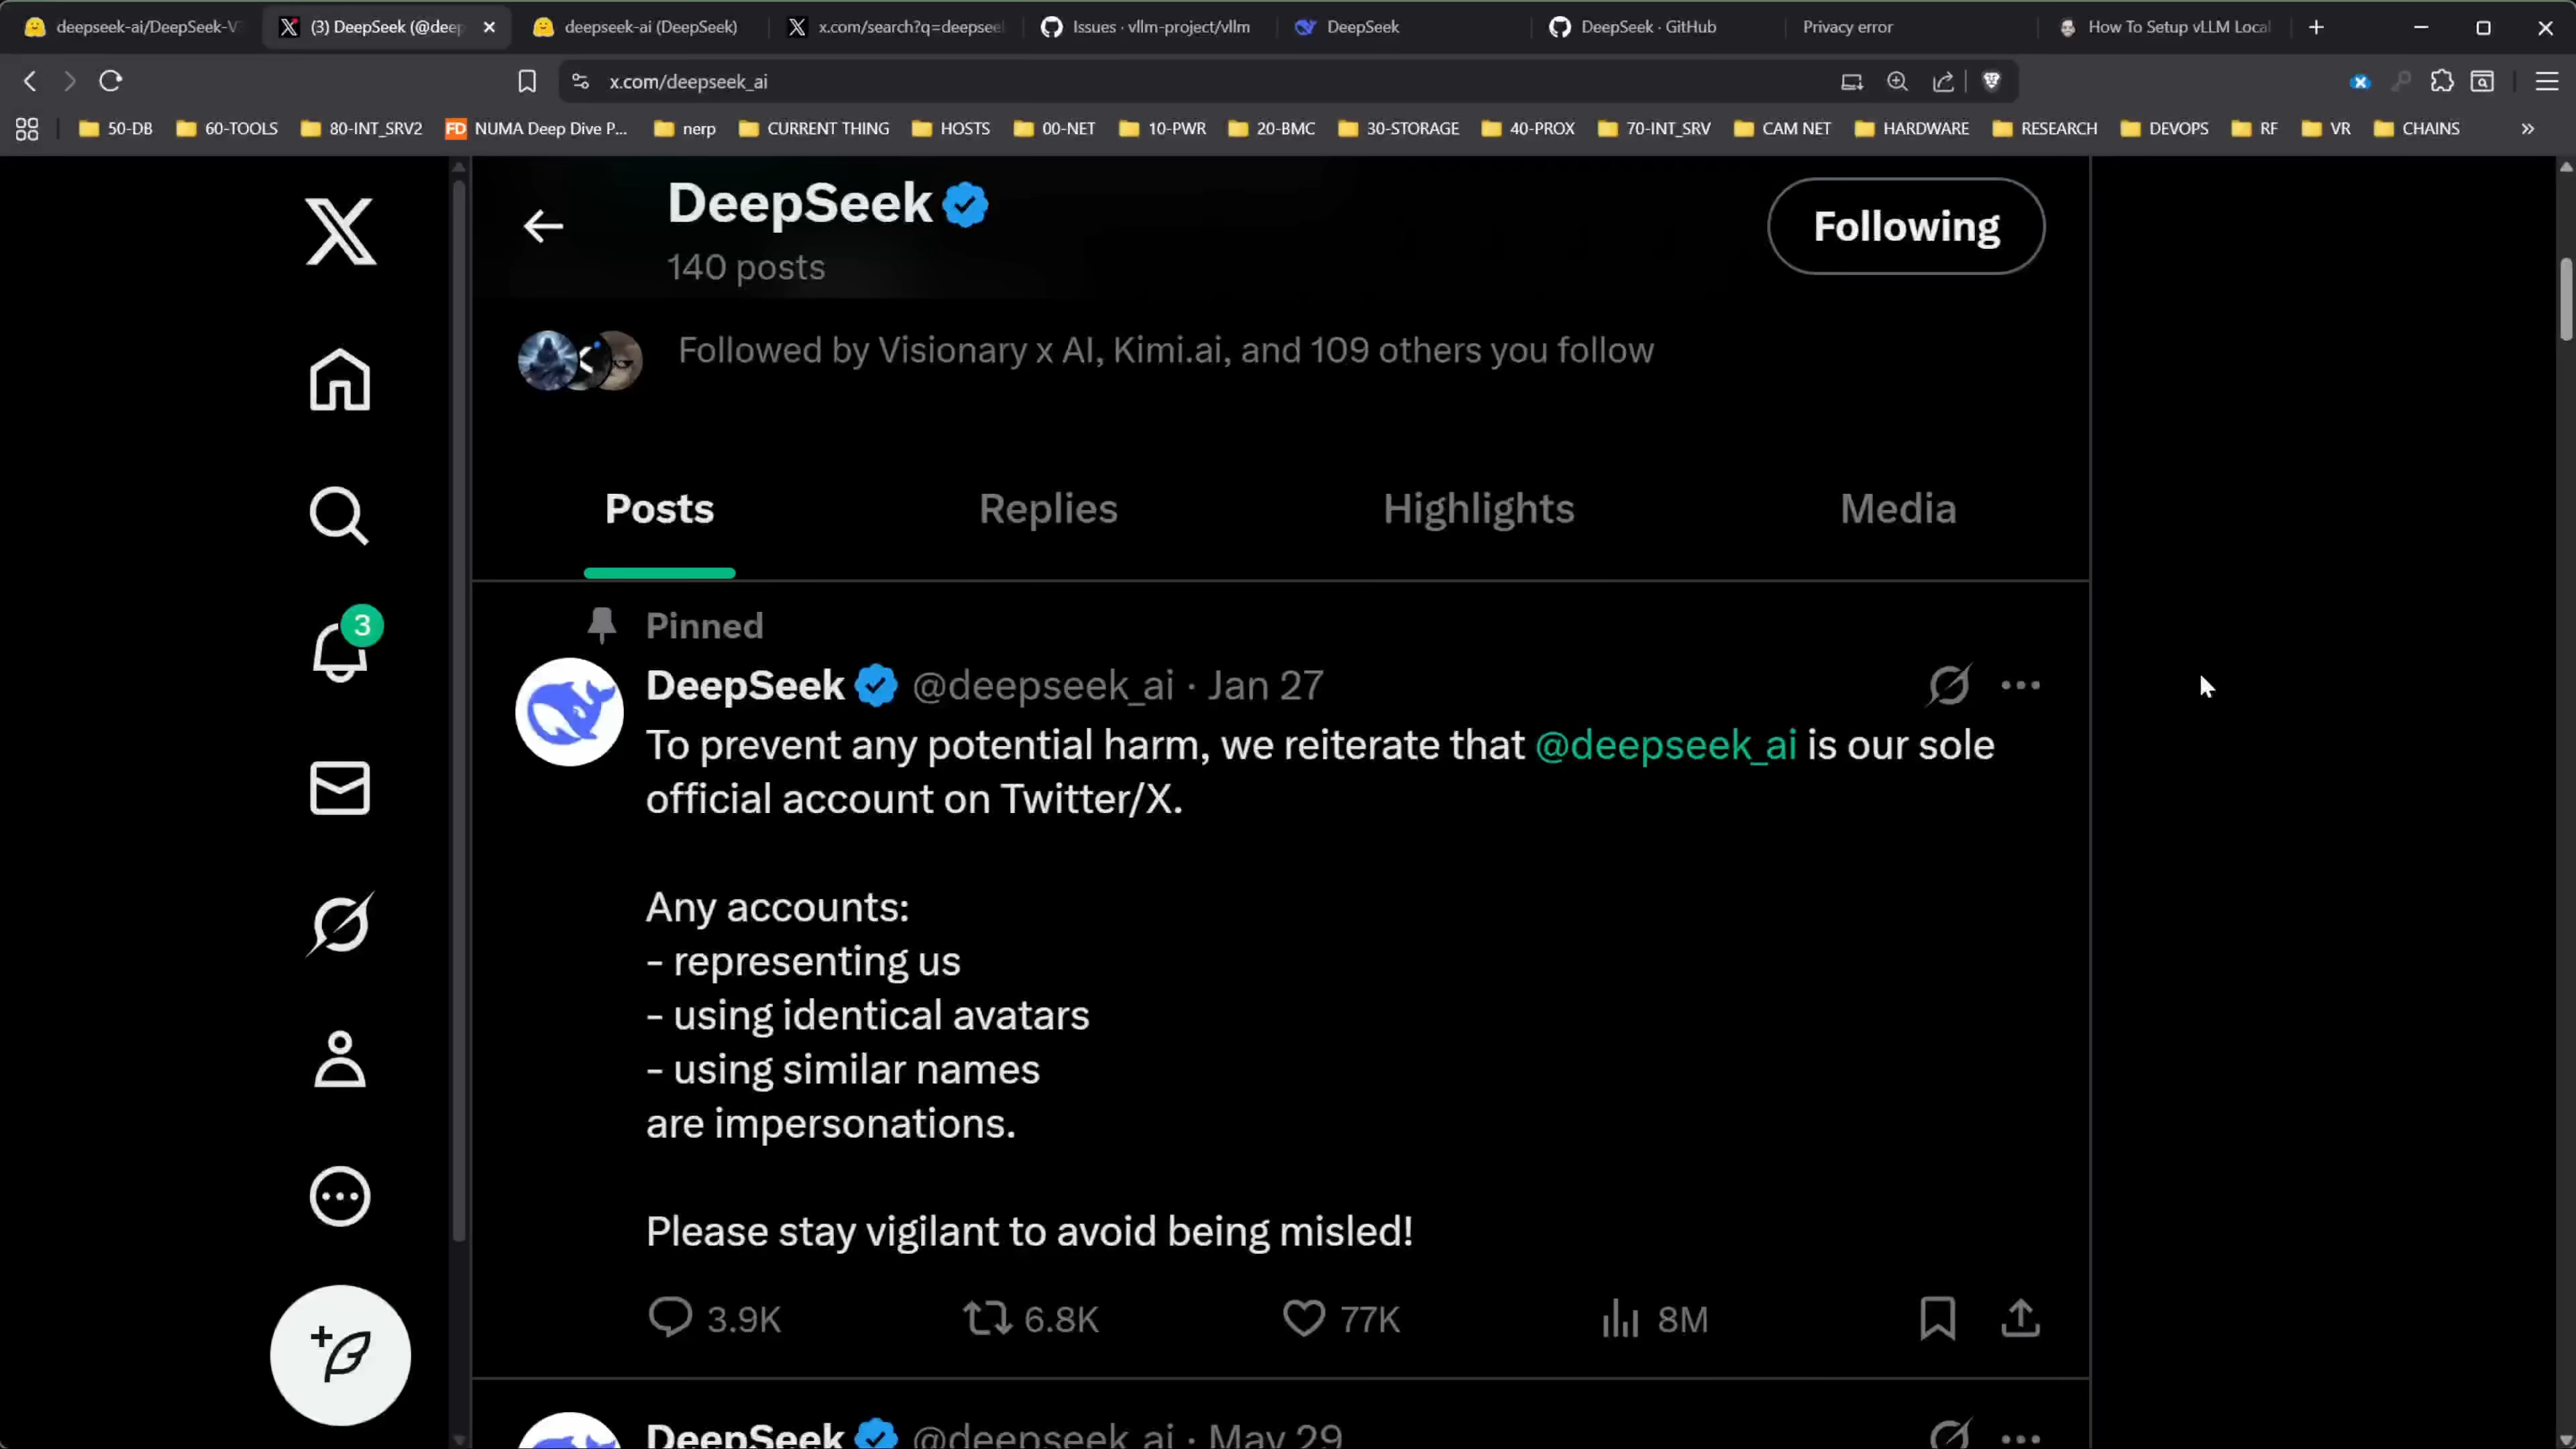 deepseek-ai/DeepSeek-V
(3) DeepSeek (@deep
deepseek-ai (DeepSeek)
x.com/search?q=deepsee
Issues · vllm-project/vllm
DeepSeek
DeepSeek · GitHub
Privacy error
How To Setup vLLM Local
x.com/deepseek_ai
50-DB
60-TOOLS
80-INT_SRV2
FD NUMA Deep Dive P...
nerp
CURRENT THING
HOSTS
00-NET
10-PWR
20-BMC
30-STORAGE
40-PROX
70-INT_SRV
CAM NET
HARDWARE
RESEARCH
DEVOPS
RF
VR
CHAINS
DeepSeek
140 posts
Following
Followed by Visionary x AI, Kimi.ai, and 109 others you follow
Posts
Replies
Highlights
Media
3
Pinned
DeepSeek @deepseek_ai · Jan 27
To prevent any potential harm, we reiterate that @deepseek_ai is our sole
official account on Twitter/X.
Any accounts:
- representing us
- using identical avatars
- using similar names
are impersonations.
Please stay vigilant to avoid being misled!
3.9K
6.8K
77K
8M
DeepSeek @deepseek_ai · May 29